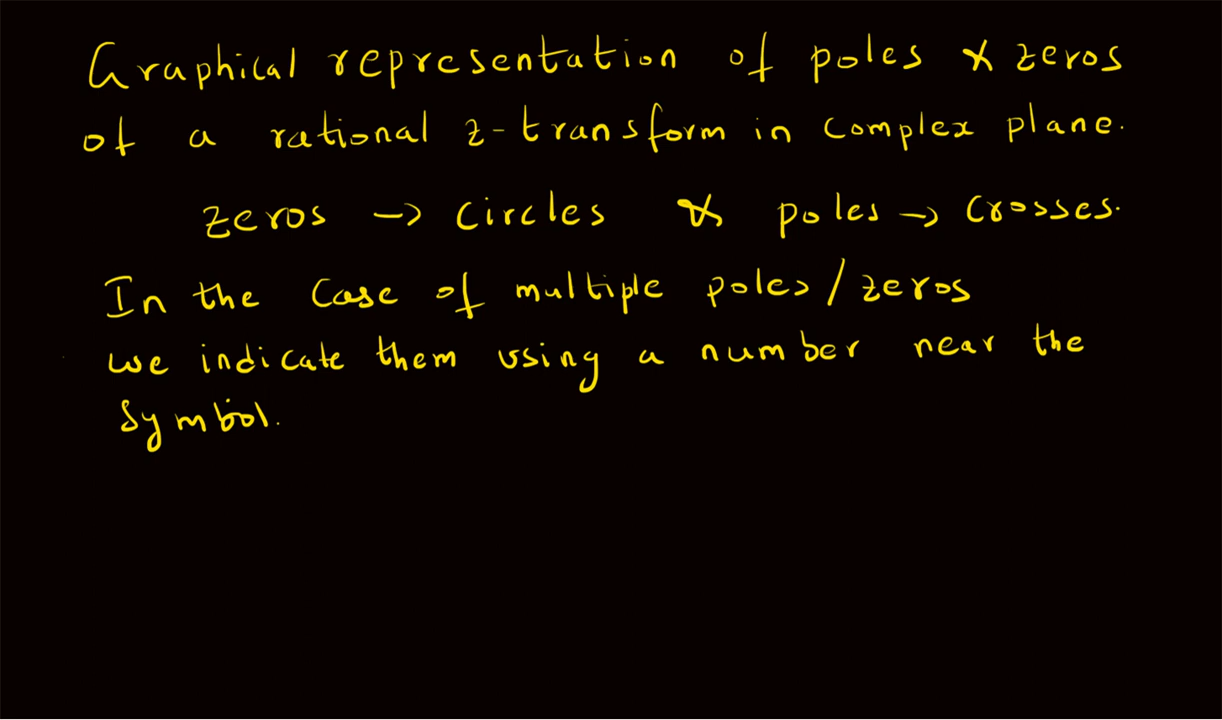 Graphical representation of poles & zeros
of a rational z-transform in complex plane.
zeros → circles & poles → crosses.
In the case of multiple poles/zeros
we indicate them using a number near the
symbol.